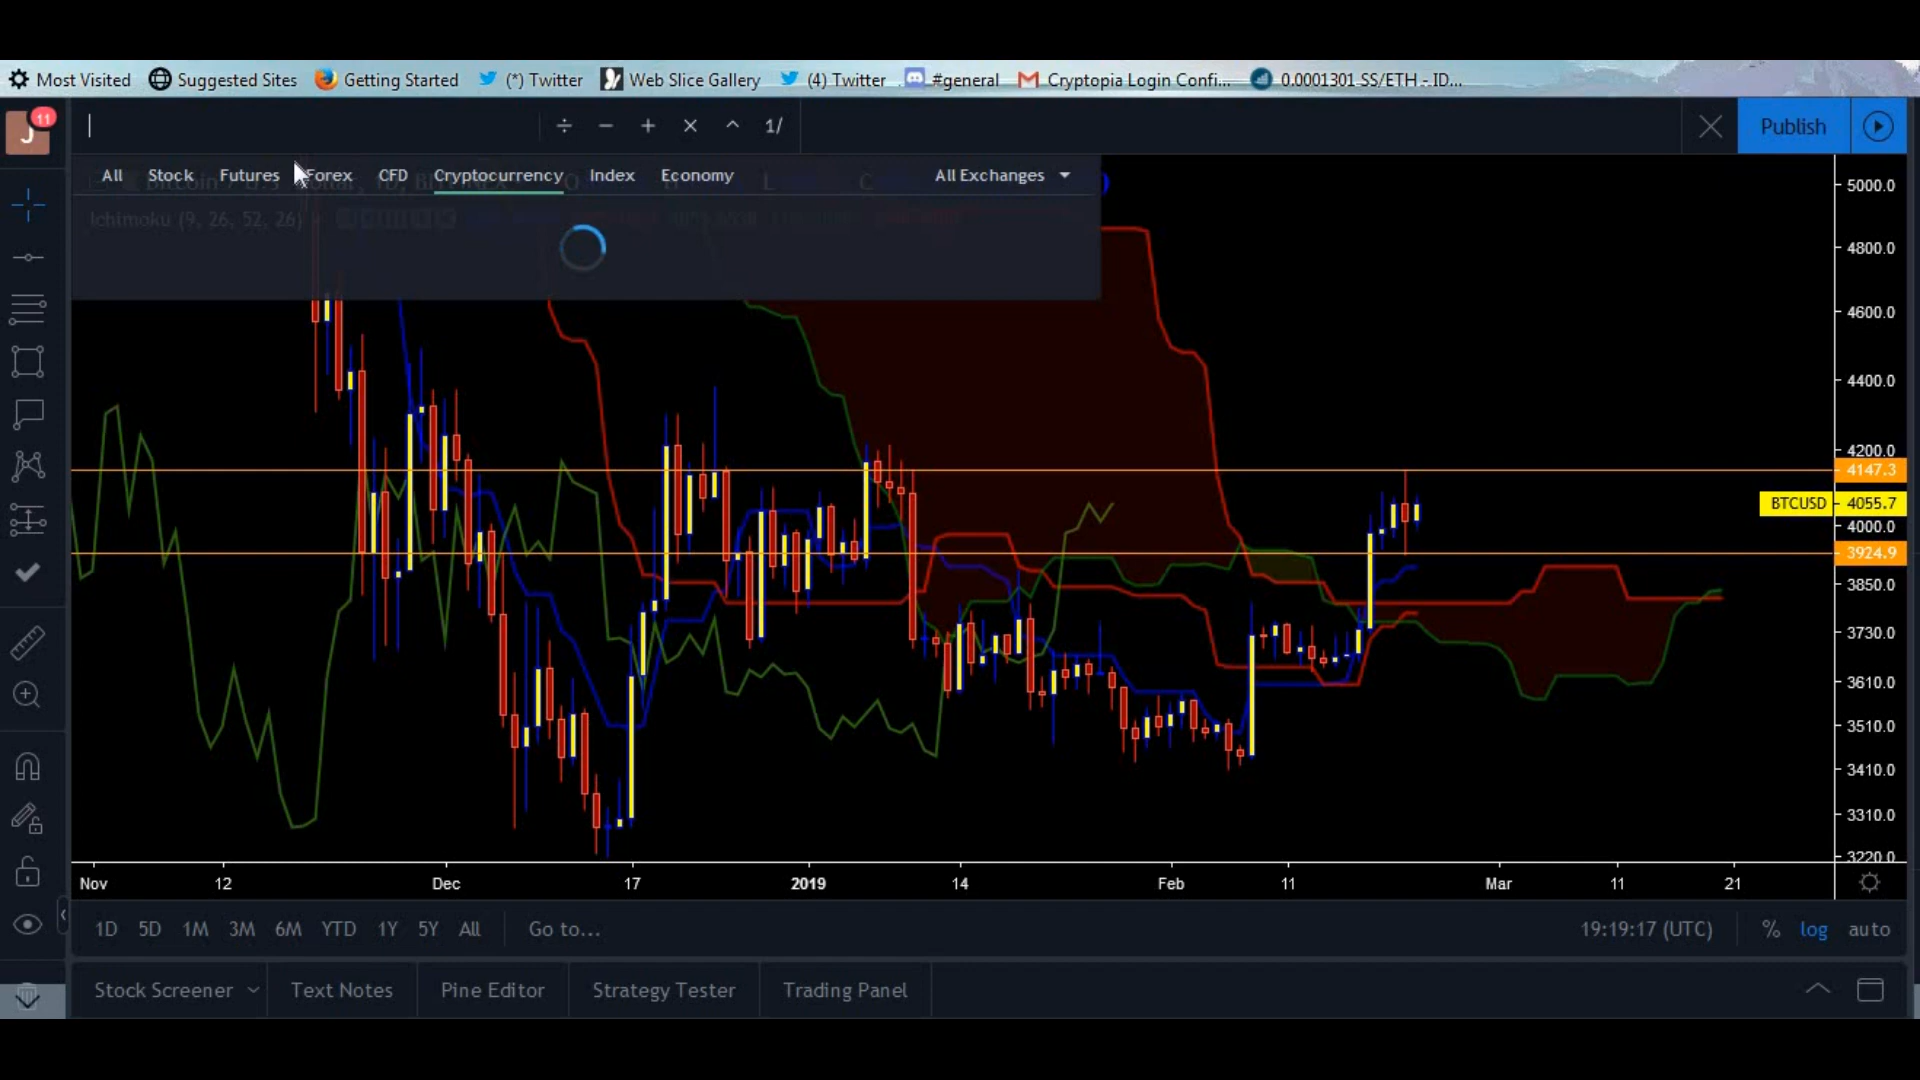 Most Visited Suggested Sites Getting Started (*) Twitter Web Slice Gallery (4) Twitter #general Cryptopia Login Confi... 0.0001301 SS/ETH - ID...
J 11
÷ − + × ^ 1/
Publish
All Stock Futures Forex CFD Cryptocurrency Index Economy All Exchanges
Ichimoku (9, 26, 52, 26)
5000.0
4800.0
4600.0
4400.0
4200.0
4147.3
BTCUSD 4055.7
4000.0
3924.9
3850.0
3730.0
3610.0
3510.0
3410.0
3310.0
3220.0
Nov 12 Dec 17 2019 14 Feb 11 Mar 11 21
1D 5D 1M 3M 6M YTD 1Y 5Y All Go to... 19:19:17 (UTC) % log auto
Stock Screener Text Notes Pine Editor Strategy Tester Trading Panel